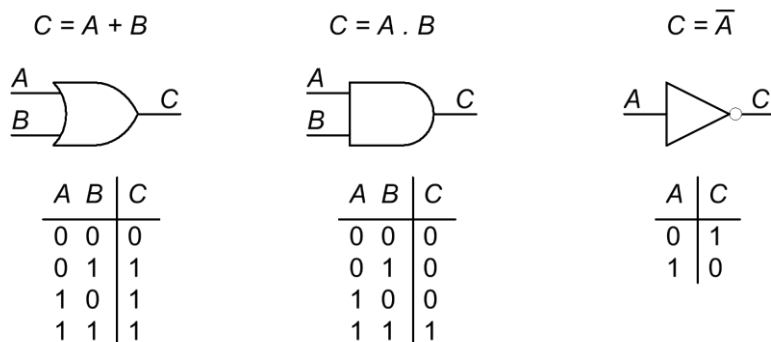 C = A + B
A
B
C
A B C
0 0 0
0 1 1
1 0 1
1 1 1
C = A . B
A
B
C
A B C
0 0 0
0 1 0
1 0 0
1 1 1
C = A̅
A
C
A C
0 1
1 0